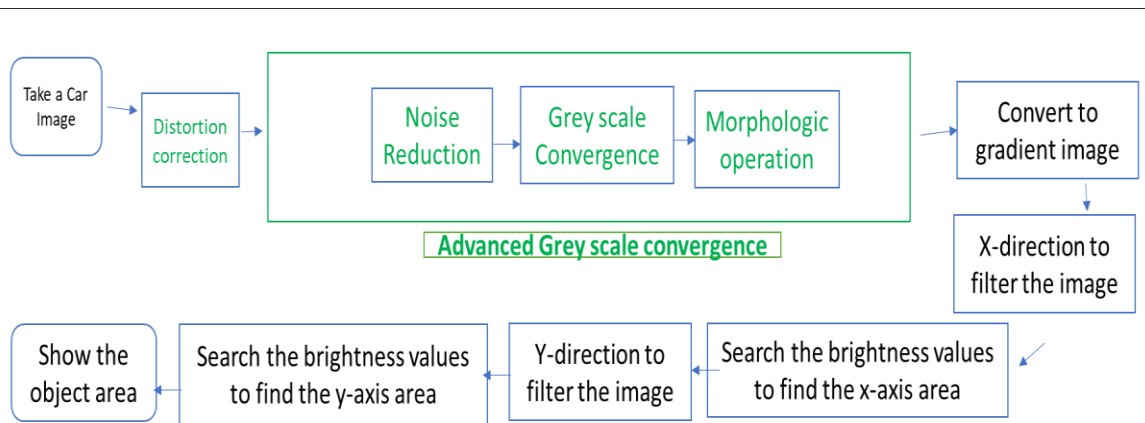 Take a Car
Image
Distortion
correction
Noise
Reduction
Grey scale
Convergence
Morphologic
operation
Advanced Grey scale convergence
Convert to
gradient image
X-direction to
filter the image
Search the brightness values
to find the x-axis area
Y-direction to
filter the image
Search the brightness values
to find the y-axis area
Show the
object area